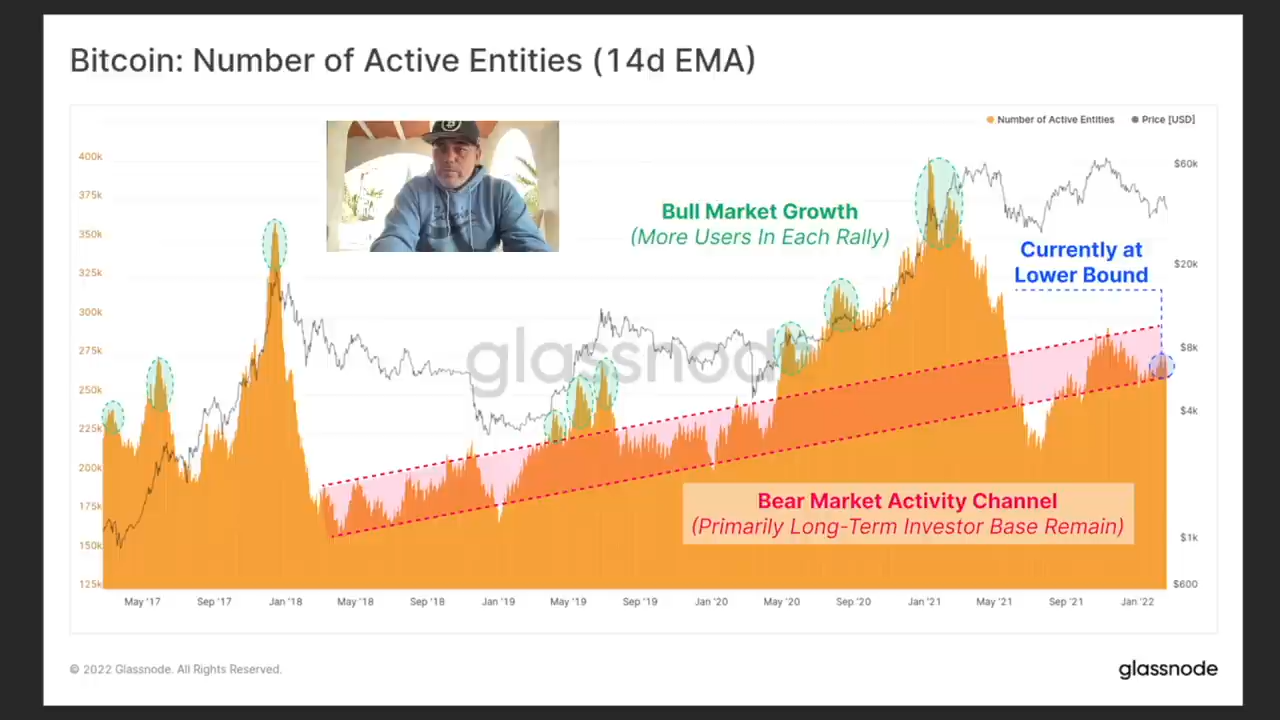 Bitcoin: Number of Active Entities (14d EMA)
Number of Active Entities
Price [USD]
400k
375k
350k
325k
300k
275k
250k
225k
200k
175k
150k
125k
Bull Market Growth
(More Users In Each Rally)
Currently at
Lower Bound
glassnode
Bear Market Activity Channel
(Primarily Long-Term Investor Base Remain)
$60k
$20k
$8k
$4k
$1k
$600
May '17 Sep '17 Jan '18 May '18 Sep '18 Jan '19 May '19 Sep '19 Jan '20 May '20 Sep '20 Jan '21 May '21 Sep '21 Jan '22
© 2022 Glassnode. All Rights Reserved.
glassnode